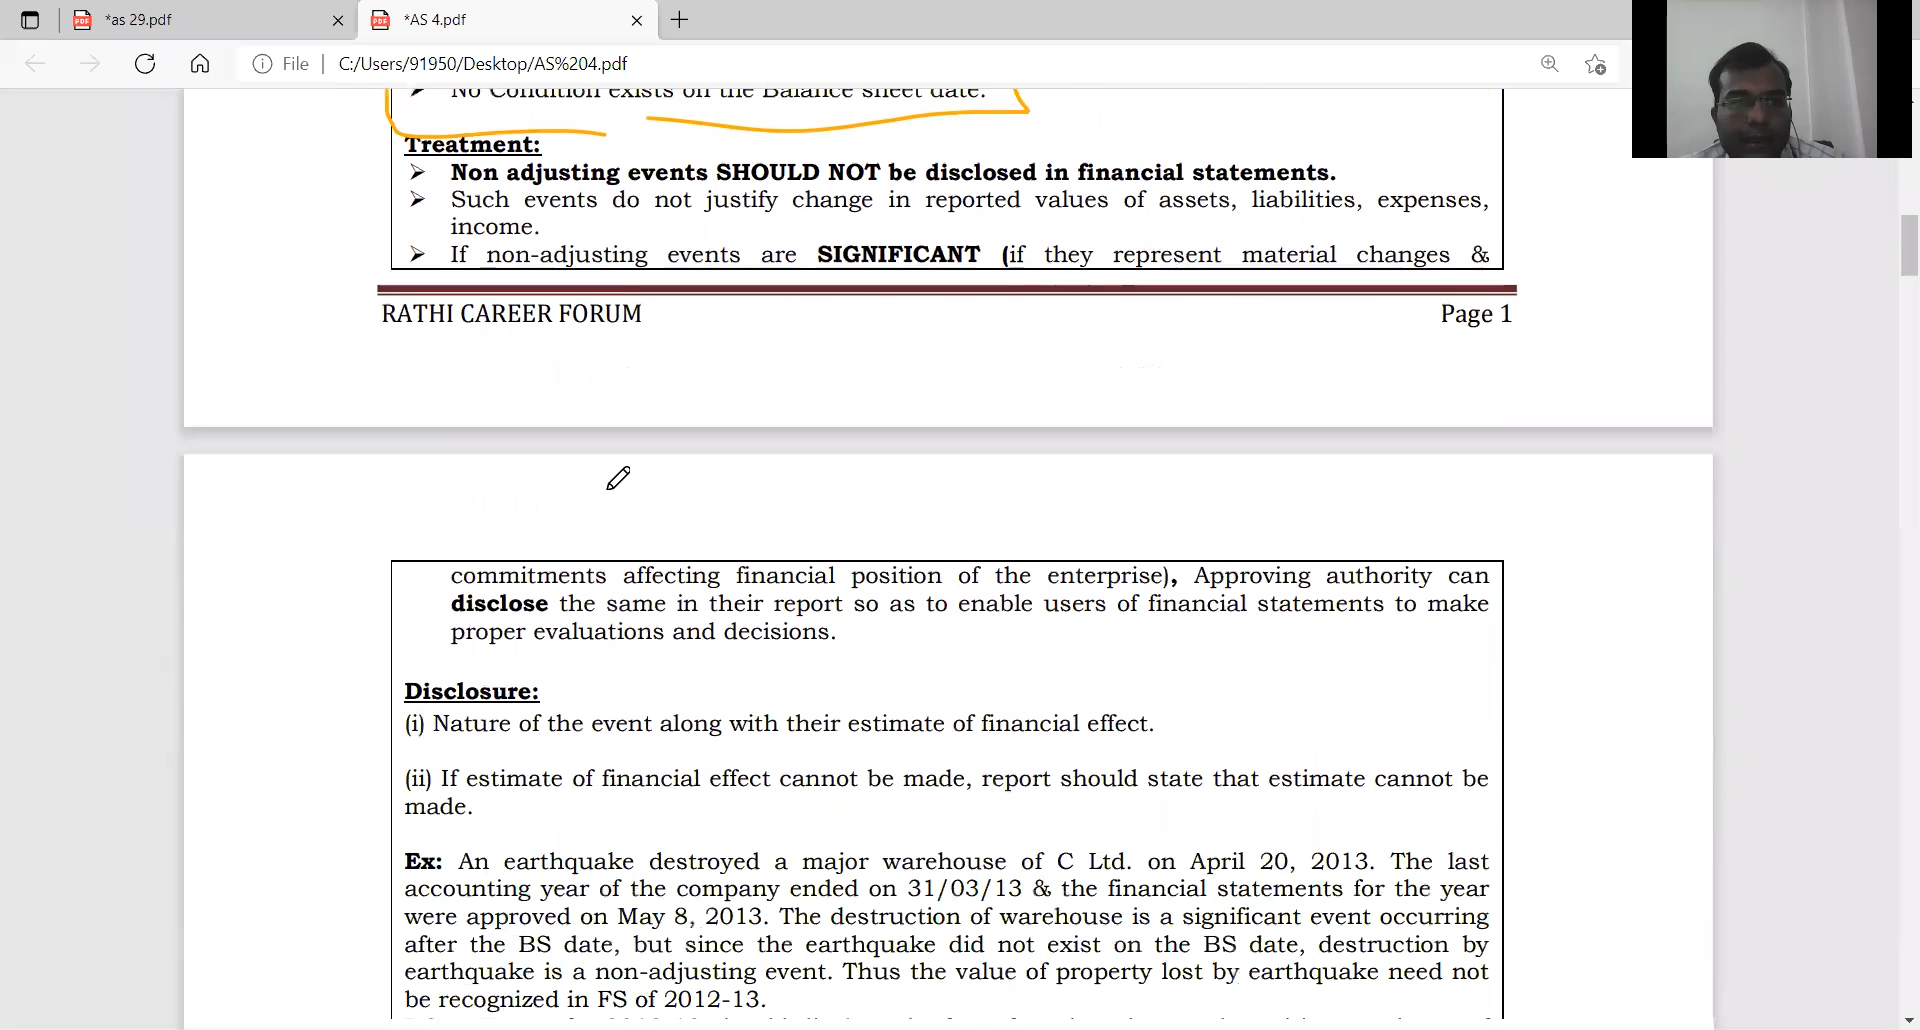 *as 29.pdf
*AS 4.pdf
File | C:/Users/91950/Desktop/AS%204.pdf
➢ No Condition exists on the Balance sheet date.
Treatment:
➢ Non adjusting events SHOULD NOT be disclosed in financial statements.
➢ Such events do not justify change in reported values of assets, liabilities, expenses,
income.
➢ If non-adjusting events are SIGNIFICANT (if they represent material changes &
RATHI CAREER FORUM Page 1
commitments affecting financial position of the enterprise), Approving authority can
disclose the same in their report so as to enable users of financial statements to make
proper evaluations and decisions.
Disclosure:
(i) Nature of the event along with their estimate of financial effect.
(ii) If estimate of financial effect cannot be made, report should state that estimate cannot be
made.
Ex: An earthquake destroyed a major warehouse of C Ltd. on April 20, 2013. The last
accounting year of the company ended on 31/03/13 & the financial statements for the year
were approved on May 8, 2013. The destruction of warehouse is a significant event occurring
after the BS date, but since the earthquake did not exist on the BS date, destruction by
earthquake is a non-adjusting event. Thus the value of property lost by earthquake need not
be recognized in FS of 2012-13.